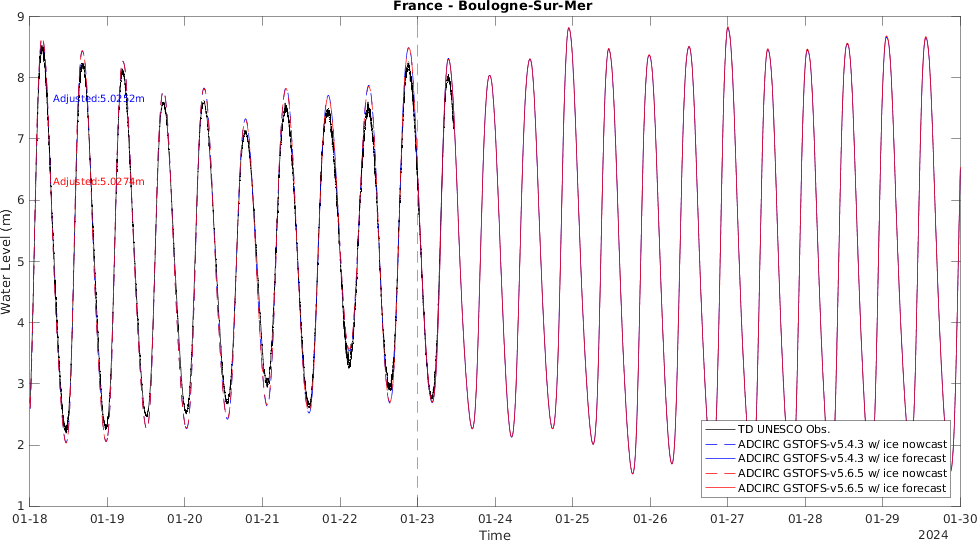 France - Boulogne-Sur-Mer
9
8
7
6
5
4
3
2
1
Water Level (m)
Adjusted:5.0252m
Adjusted:5.0274m
TD UNESCO Obs.
ADCIRC GSTOFS-v5.4.3 w/ ice nowcast
ADCIRC GSTOFS-v5.4.3 w/ ice forecast
ADCIRC GSTOFS-v5.6.5 w/ ice nowcast
ADCIRC GSTOFS-v5.6.5 w/ ice forecast
01-18 01-19 01-20 01-21 01-22 01-23 01-24 01-25 01-26 01-27 01-28 01-29 01-30
Time
2024